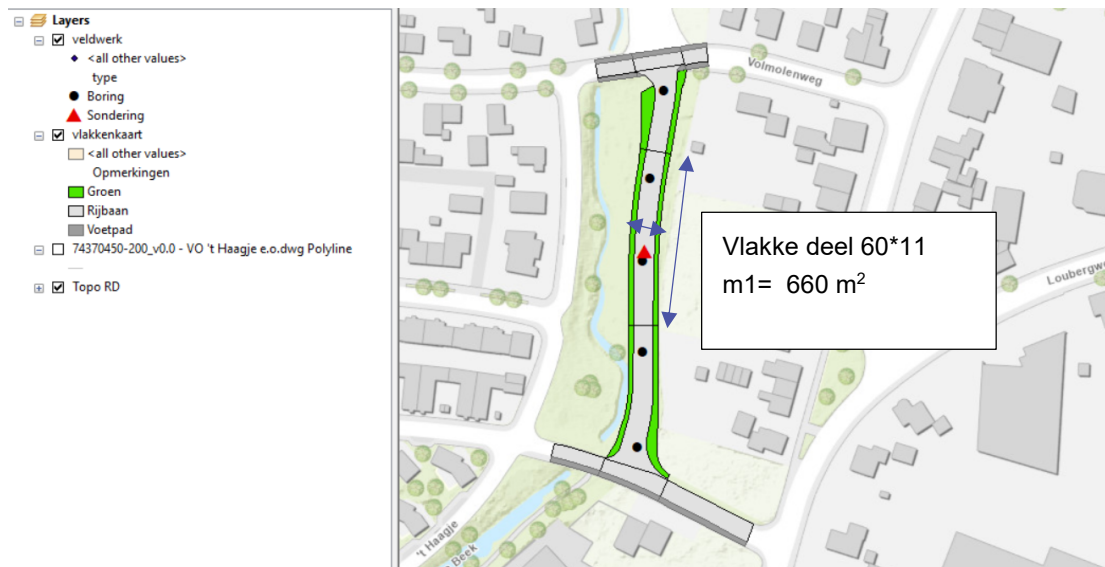 Layers
veldwerk
<all other values>
type
Boring
Sondering
vlakkenkaart
<all other values>
Opmerkingen
Groen
Rijbaan
Voetpad
74370450-200_v0.0 - VO 't Haagje e.o.dwg Polyline
Topo RD
Volmolenweg
Vlakke deel 60*11
m1= 660 m²
Loubergwe
't Haagje
Beek